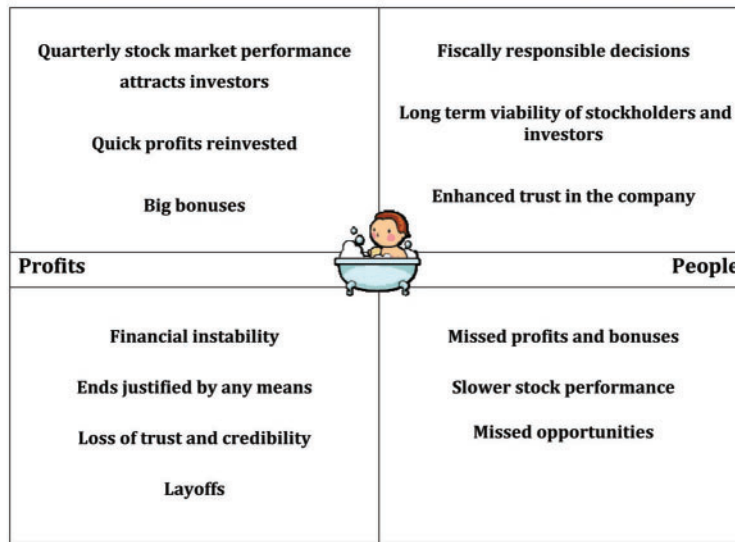 Quarterly stock market performance
attracts investors
Quick profits reinvested
Big bonuses
Fiscally responsible decisions
Long term viability of stockholders and
investors
Enhanced trust in the company
Profits
People
Financial instability
Ends justified by any means
Loss of trust and credibility
Layoffs
Missed profits and bonuses
Slower stock performance
Missed opportunities